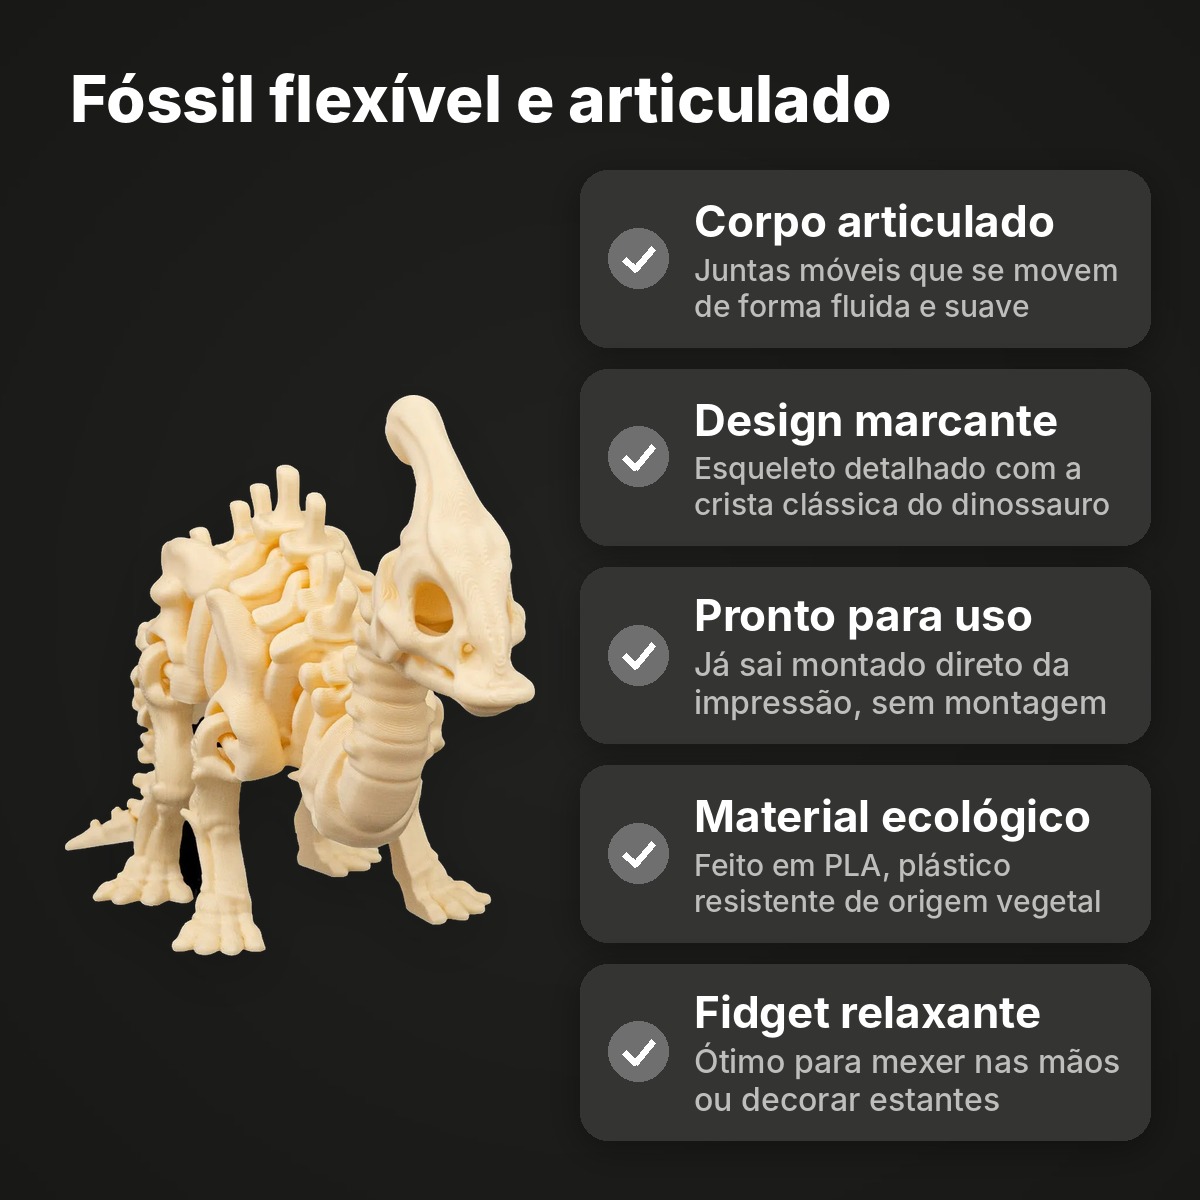 Fóssil flexível e articulado
Corpo articulado
Juntas móveis que se movem
de forma fluida e suave
Design marcante
Esqueleto detalhado com a
crista clássica do dinossauro
Pronto para uso
Já sai montado direto da
impressão, sem montagem
Material ecológico
Feito em PLA, plástico
resistente de origem vegetal
Fidget relaxante
Ótimo para mexer nas mãos
ou decorar estantes